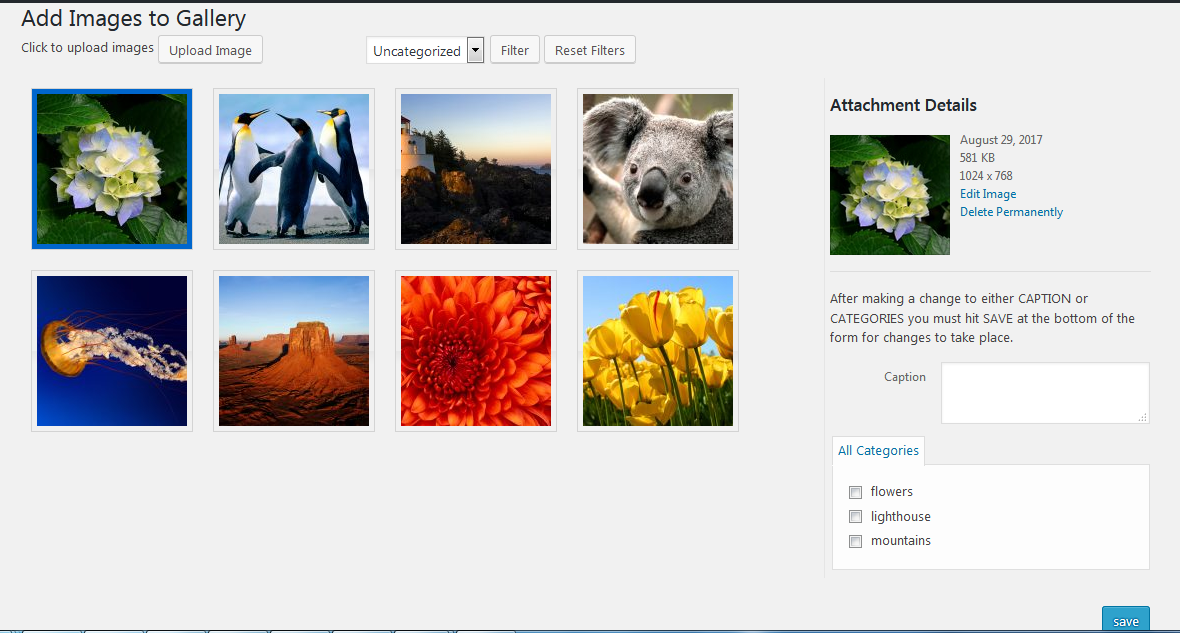 Add Images to Gallery
Click to upload images Upload Image Uncategorized Filter Reset Filters
Attachment Details
August 29, 2017
581 KB
1024 x 768
Edit Image
Delete Permanently
After making a change to either CAPTION or
CATEGORIES you must hit SAVE at the bottom of the
form for changes to take place.
Caption
All Categories
flowers
lighthouse
mountains
save